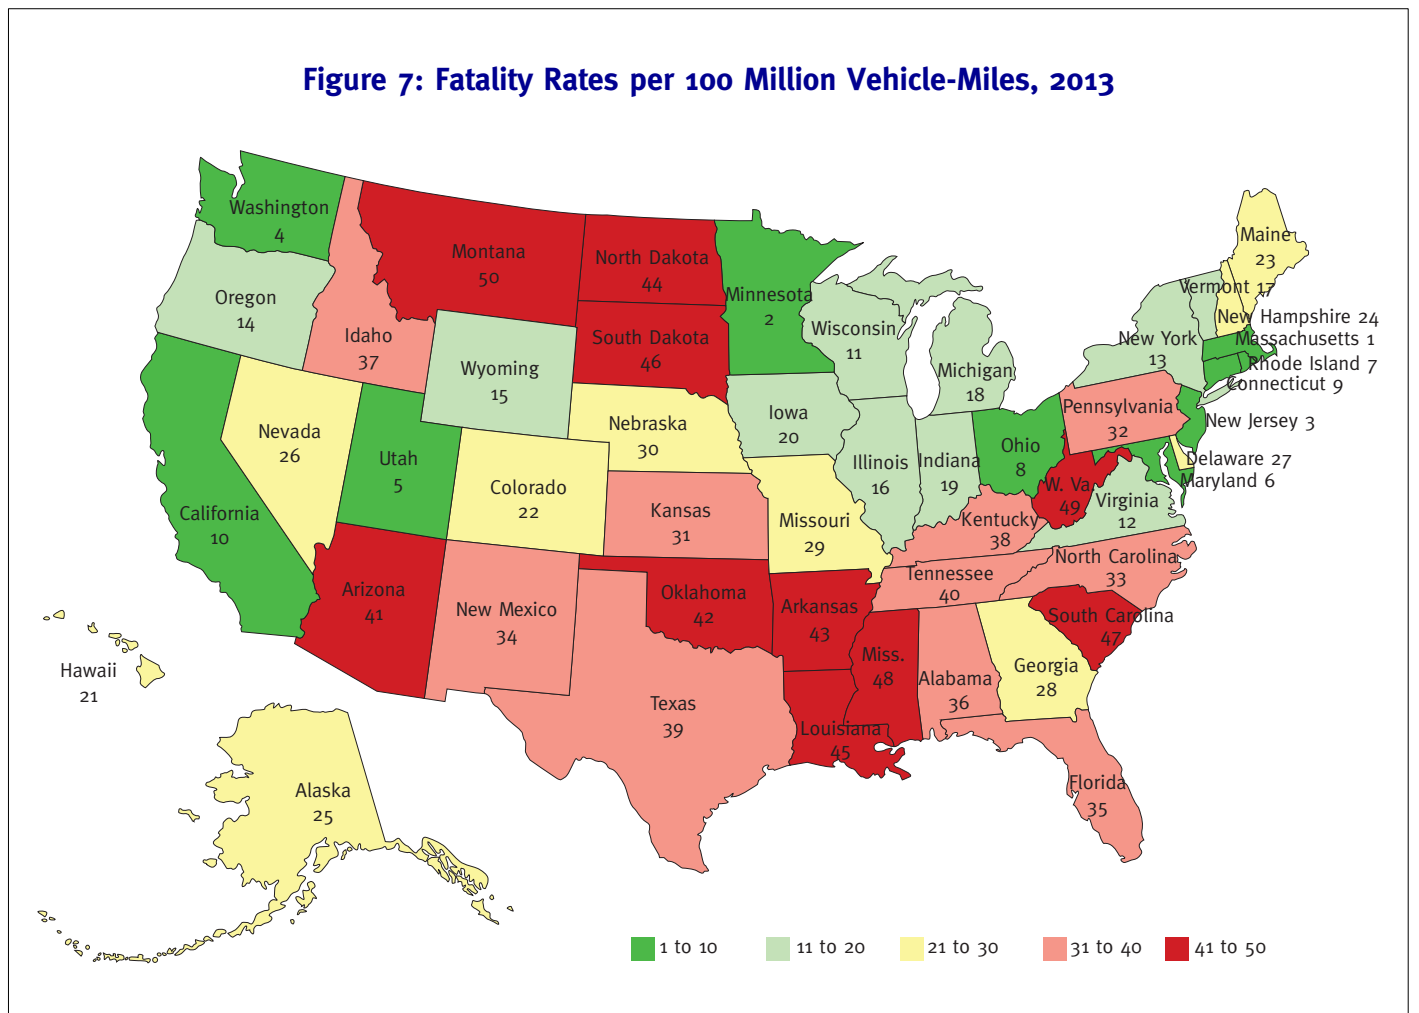 Figure 7: Fatality Rates per 100 Million Vehicle-Miles, 2013
Washington
4
Oregon
14
California
10
Nevada
26
Idaho
37
Montana
50
Wyoming
15
Utah
5
Colorado
22
Arizona
41
New Mexico
34
North Dakota
44
South Dakota
46
Nebraska
30
Kansas
31
Oklahoma
42
Texas
39
Minnesota
2
Iowa
20
Missouri
29
Arkansas
43
Louisiana
45
Wisconsin
11
Illinois
16
Michigan
18
Indiana
19
Ohio
8
Kentucky
38
Tennessee
40
Miss.
48
Alabama
36
Georgia
28
Florida
35
South Carolina
47
North Carolina
33
Virginia
12
W. Va.
49
Pennsylvania
32
New York
13
Maine
23
Vermont 17
New Hampshire 24
Massachusetts 1
Rhode Island 7
Connecticut 9
New Jersey 3
Delaware 27
Maryland 6
Hawaii
21
Alaska
25
1 to 10
11 to 20
21 to 30
31 to 40
41 to 50